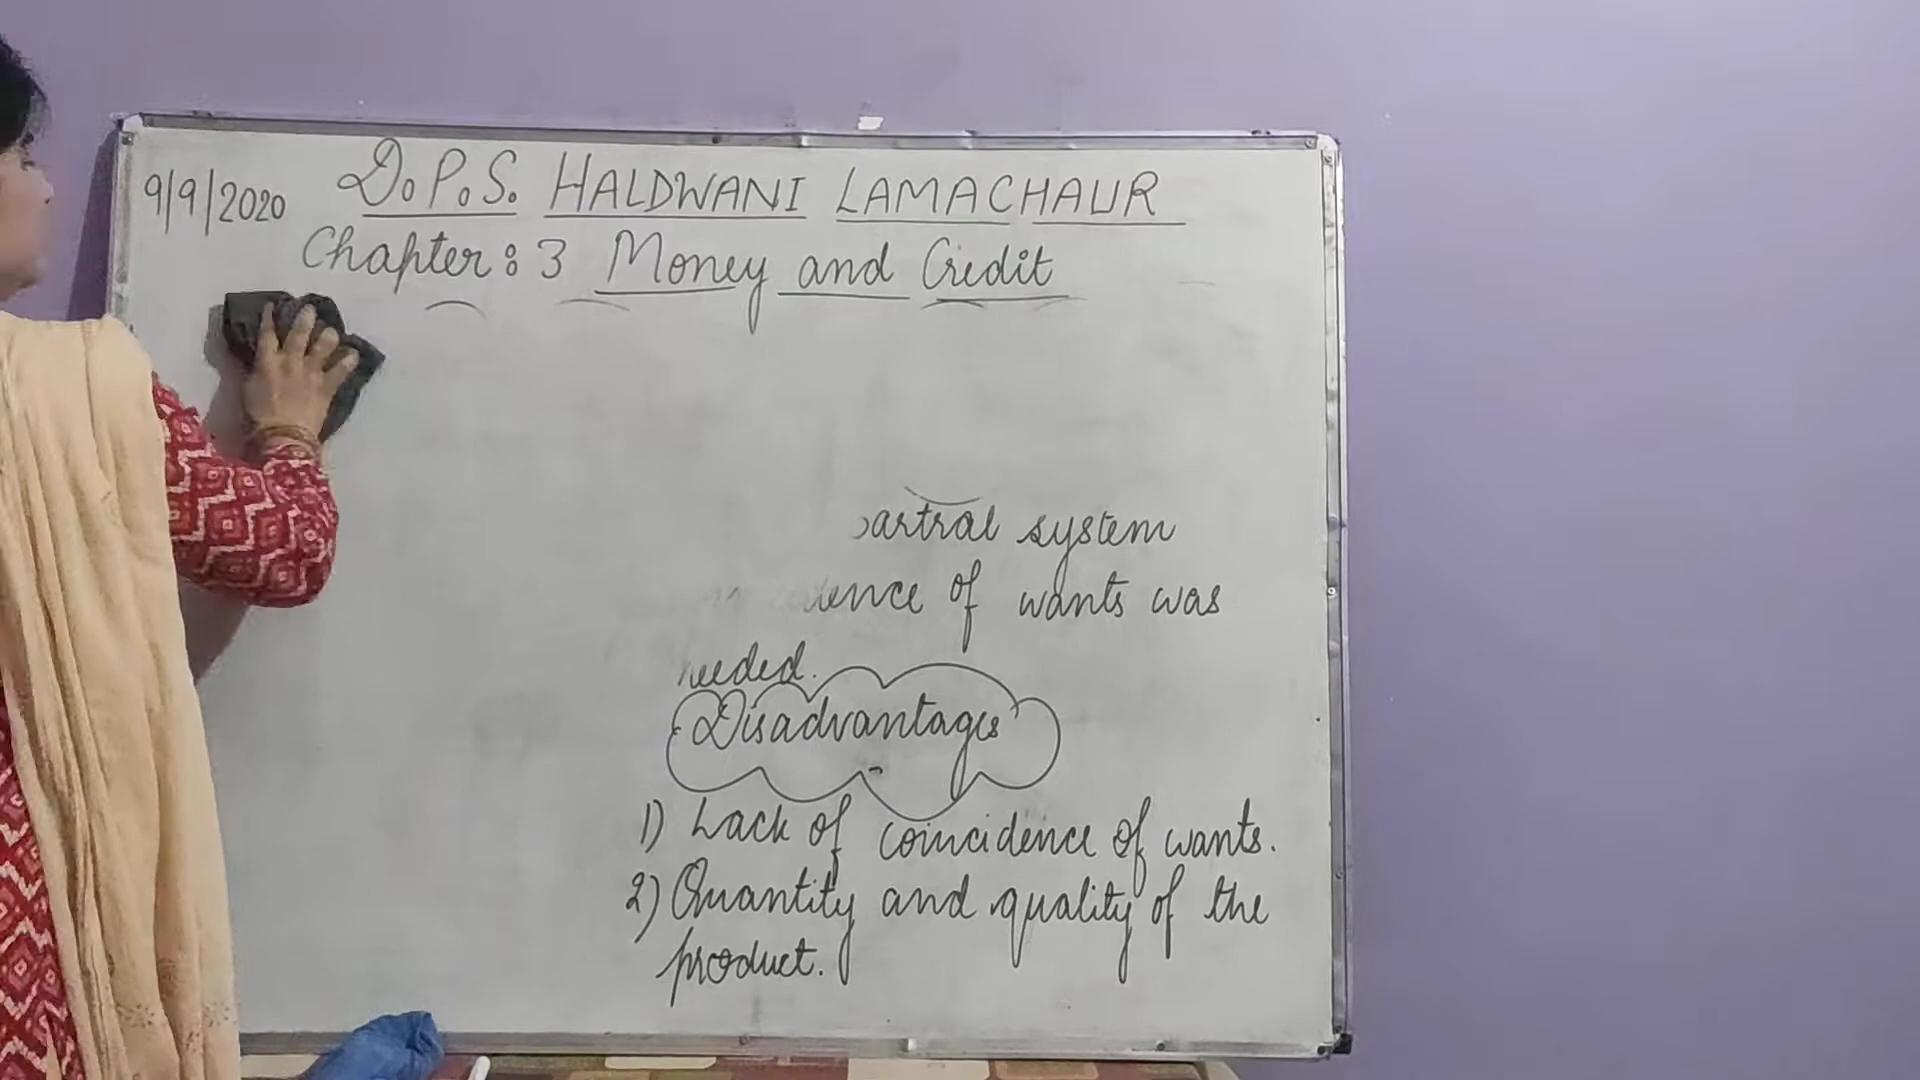 9/9/2020 D.P.S. HALDWANI LAMACHAUR
Chapter: 3 Money and Credit
artral system
of wants was
needed.
Disadvantages
1) Lack of coincidence of wants.
2) Quantity and quality of the
product.